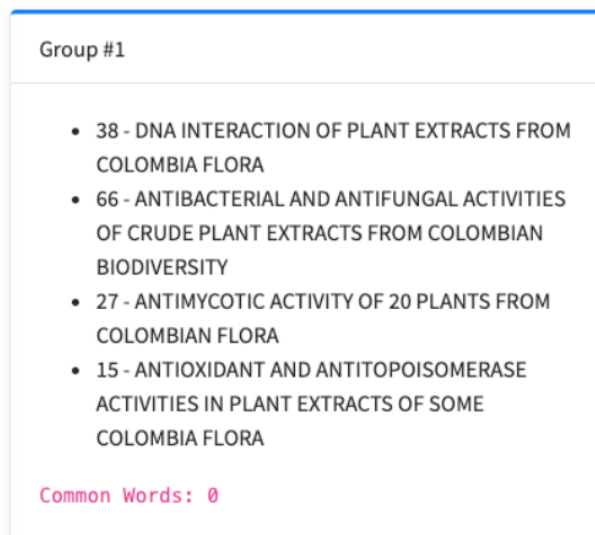 Group #1
• 38 - DNA INTERACTION OF PLANT EXTRACTS FROM
COLOMBIA FLORA
• 66 - ANTIBACTERIAL AND ANTIFUNGAL ACTIVITIES
OF CRUDE PLANT EXTRACTS FROM COLOMBIAN
BIODIVERSITY
• 27 - ANTIMYCOTIC ACTIVITY OF 20 PLANTS FROM
COLOMBIAN FLORA
• 15 - ANTIOXIDANT AND ANTITOPOISOMERASE
ACTIVITIES IN PLANT EXTRACTS OF SOME
COLOMBIA FLORA
Common Words: 0